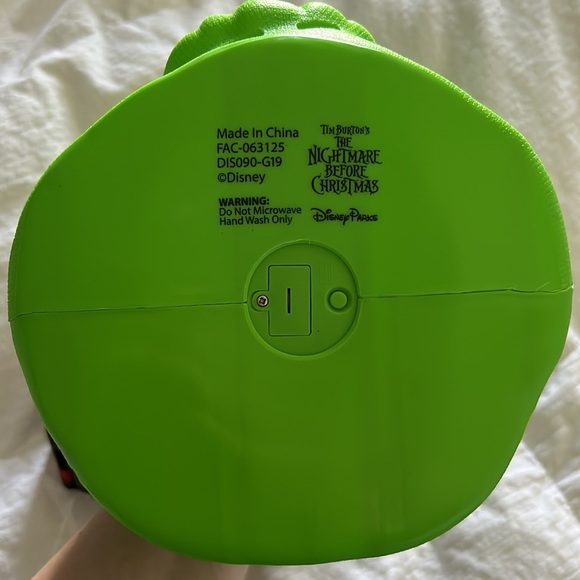 Made In China
FAC-063125
DIS090-G19
©Disney
WARNING:
Do Not Microwave
Hand Wash Only
TIM BURTON'S
THE
NIGHTMARE
BEFORE
CHRISTMAS
Disney Parks